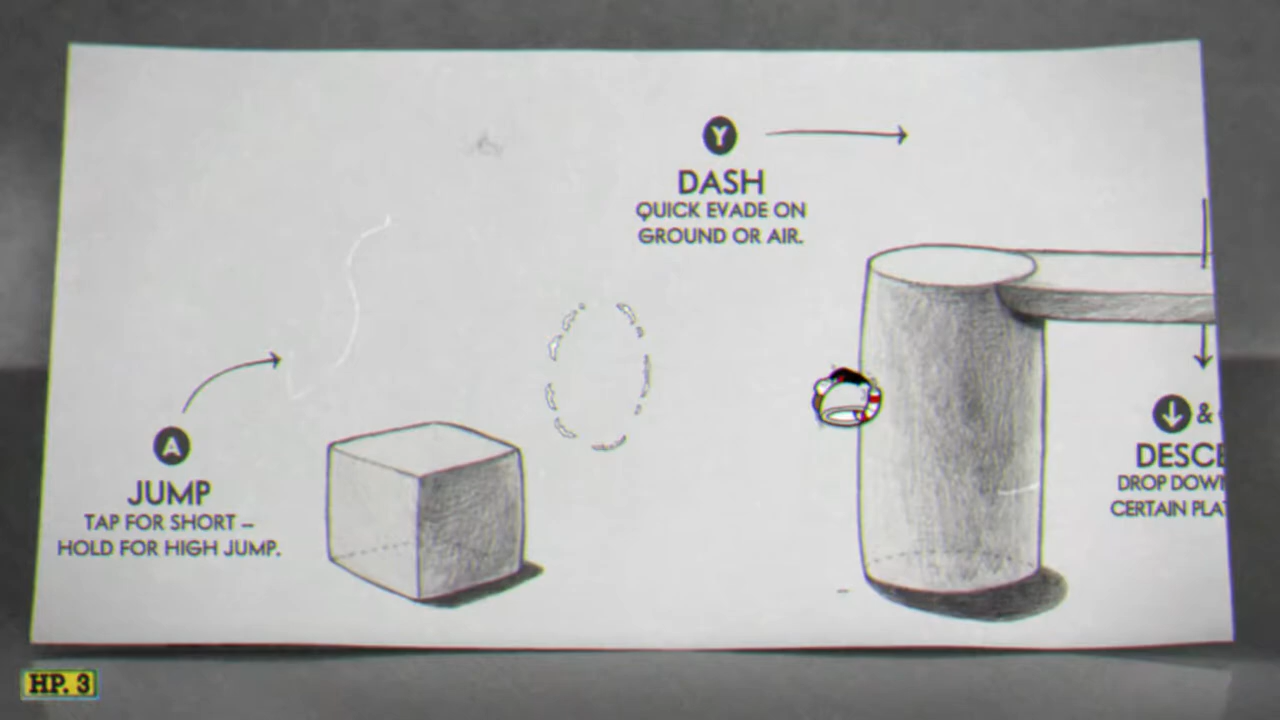 Y
DASH
QUICK EVADE ON
GROUND OR AIR.
A
JUMP
TAP FOR SHORT –
HOLD FOR HIGH JUMP.
↓ &
DESCE
DROP DOWN
CERTAIN PLAT
HP. 3